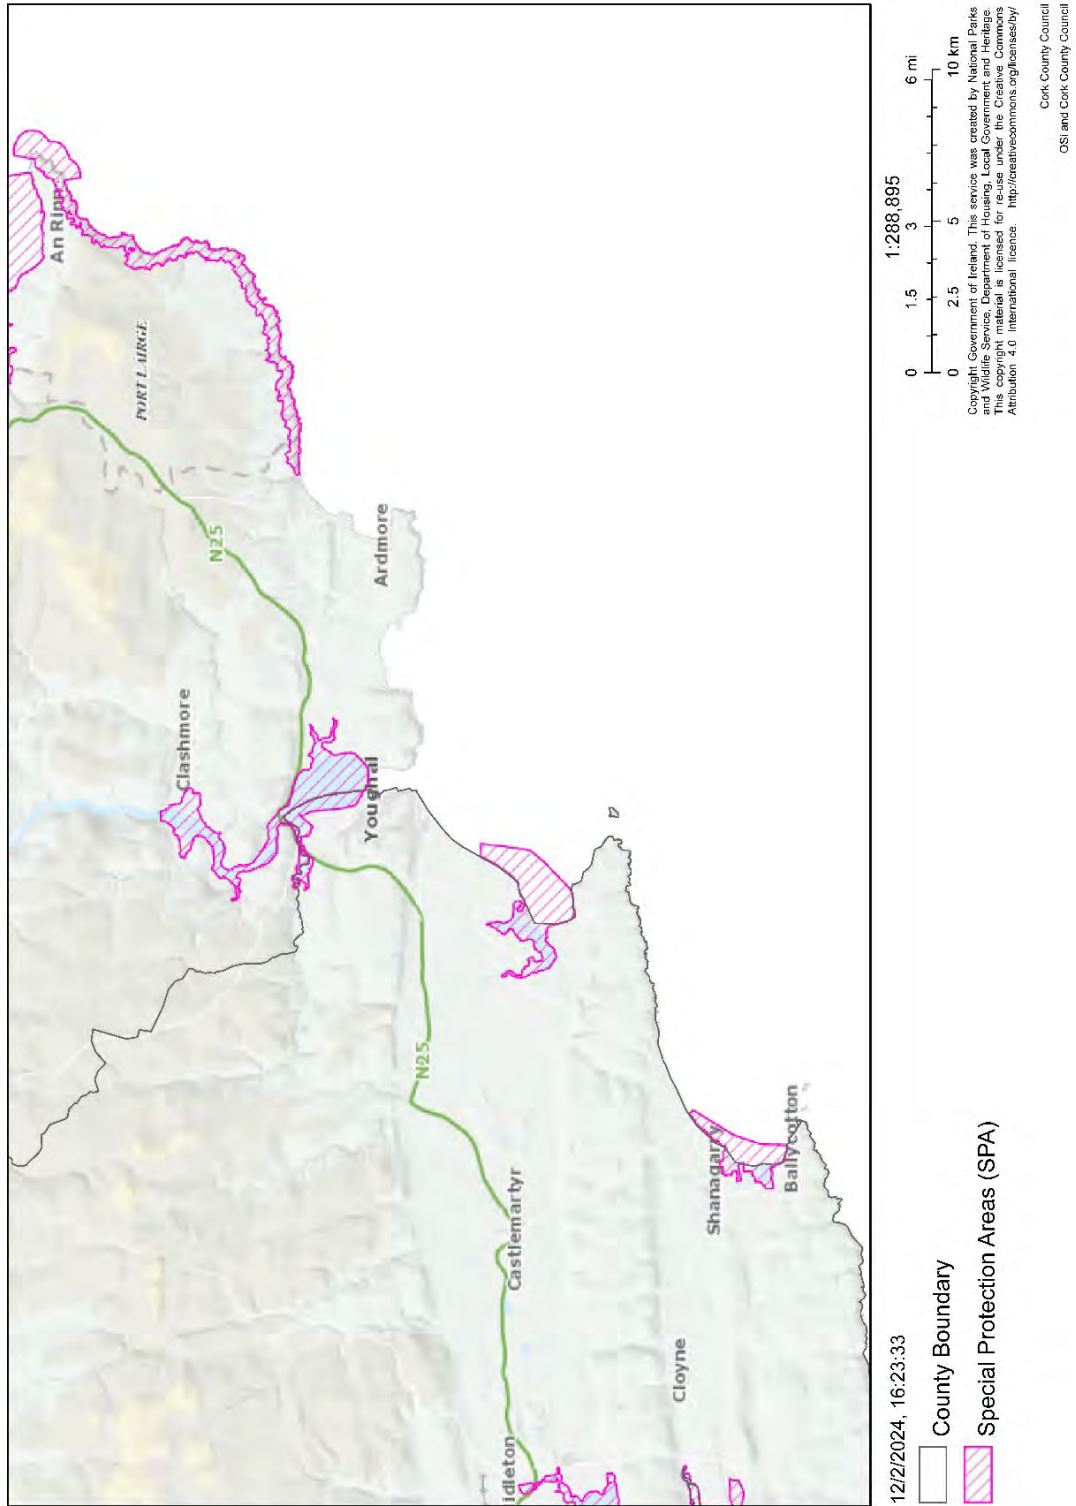 An Rinn
PORT LAIRGE
N25
Ardmore
Clashmore
Youghal
N25
Castlemartyr
Shanagarry
Ballycotton
Cloyne
idleton
12/2/2024, 16:23:33
County Boundary
Special Protection Areas (SPA)
1:288,895
0 1.5 3 6 mi
0 2.5 5 10 km
Copyright Government of Ireland. This service was created by National Parks
and Wildlife Service, Department of Housing, Local Government and Heritage.
This copyright material is licensed for re-use under the Creative Commons
Attribution 4.0 International licence. http://creativecommons.org/licenses/by/
Cork County Council
OSi and Cork County Council